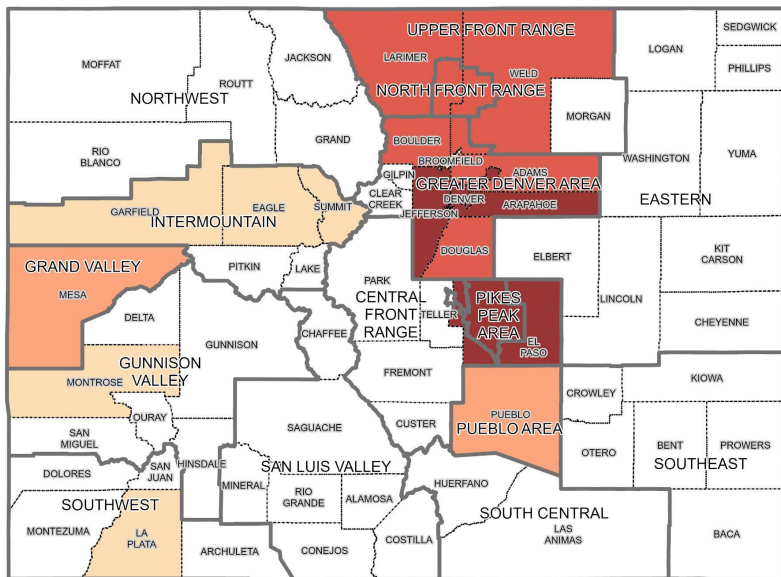 UPPER FRONT RANGE
SEDGWICK
LOGAN
LARIMER
JACKSON
MOFFAT
PHILLIPS
WELD
ROUTT
NORTHWEST
NORTH FRONT RANGE
MORGAN
GRAND
BOULDER
RIO
BLANCO
WASHINGTON
YUMA
BROOMFIELD
GILPIN
ADAMS
GREATER DENVER AREA
CLEAR
CREEK
DENVER
ARAPAHOE
EASTERN
EAGLE
SUMMIT
GARFIELD
JEFFERSON
INTERMOUNTAIN
DOUGLAS
ELBERT
KIT
CARSON
GRAND VALLEY
PITKIN
LAKE
PARK
MESA
CENTRAL
FRONT
RANGE
PIKES
PEAK
AREA
LINCOLN
DELTA
TELLER
CHEYENNE
CHAFFEE
GUNNISON
EL
PASO
GUNNISON
VALLEY
FREMONT
MONTROSE
KIOWA
CROWLEY
OURAY
PUEBLO
SAN
MIGUEL
SAGUACHE
CUSTER
PUEBLO AREA
OTERO
BENT
PROWERS
DOLORES
SAN
JUAN
HINSDALE
SAN LUIS VALLEY
SOUTHEAST
MINERAL
RIO
GRANDE
ALAMOSA
HUERFANO
SOUTHWEST
SOUTH CENTRAL
MONTEZUMA
LA
PLATA
LAS
ANIMAS
COSTILLA
BACA
ARCHULETA
CONEJOS